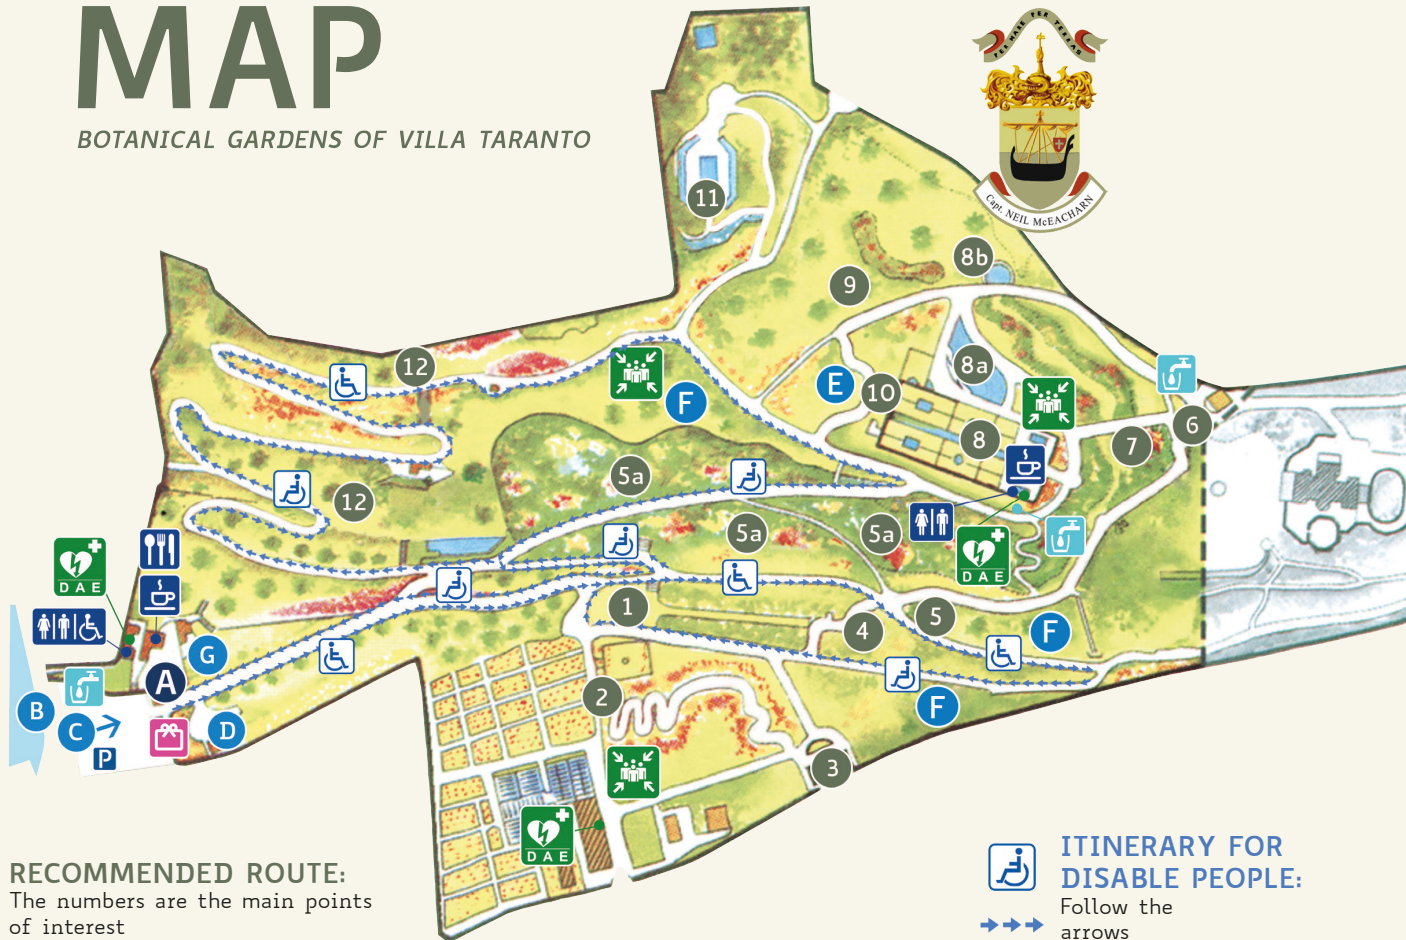 MAP
BOTANICAL GARDENS OF VILLA TARANTO
PER MARE PER TERRAS
Capt. NEIL McEACHARN
11
8b
9
12
8a
F
E
10
6
8
7
5a
12
5a
5a
DAE
DAE
1
5
4
F
G
A
2
F
B
C
D
P
3
DAE
RECOMMENDED ROUTE:
The numbers are the main points
of interest
ITINERARY FOR
DISABLE PEOPLE:
Follow the
arrows